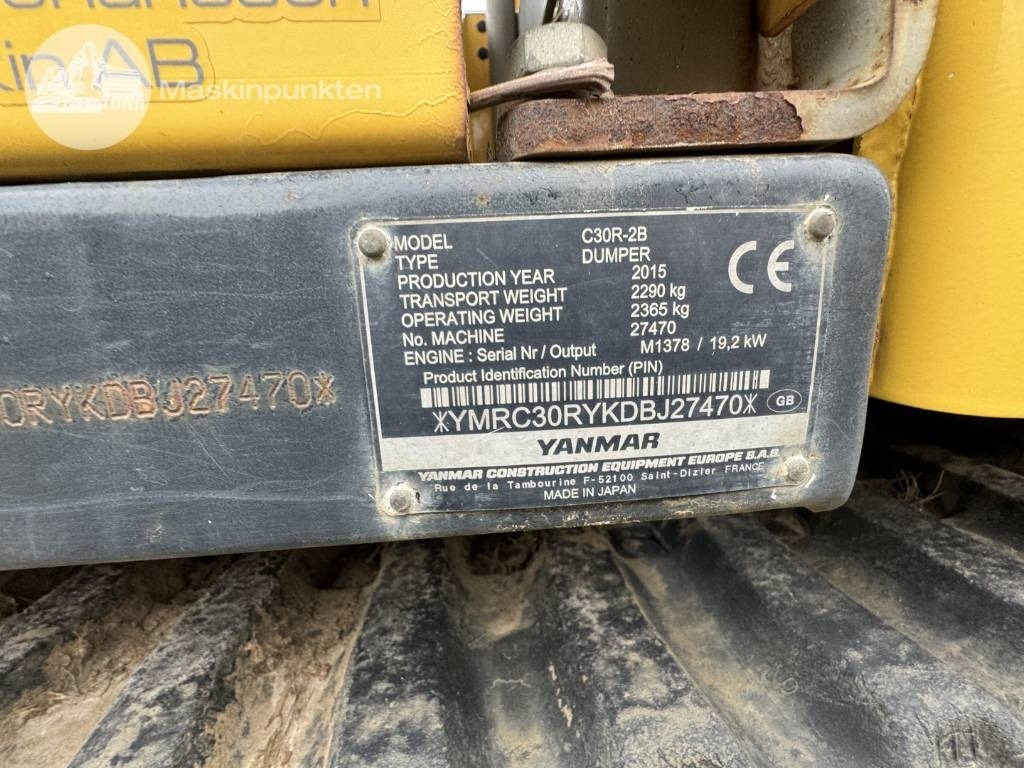 AB
Maskinpunkten
MODEL C30R-2B
TYPE DUMPER
PRODUCTION YEAR 2015
TRANSPORT WEIGHT 2290 kg
OPERATING WEIGHT 2365 kg
No. MACHINE 27470
ENGINE : Serial Nr / Output M1378 / 19,2 kW
Product Identification Number (PIN)
*YMRC30RYKDBJ27470*
GB
CE
YANMAR
YANMAR CONSTRUCTION EQUIPMENT EUROPE S.A.S.
Rue de la Tambourine F-52100 Saint-Dizier FRANCE
MADE IN JAPAN
0RYKDBJ27470*